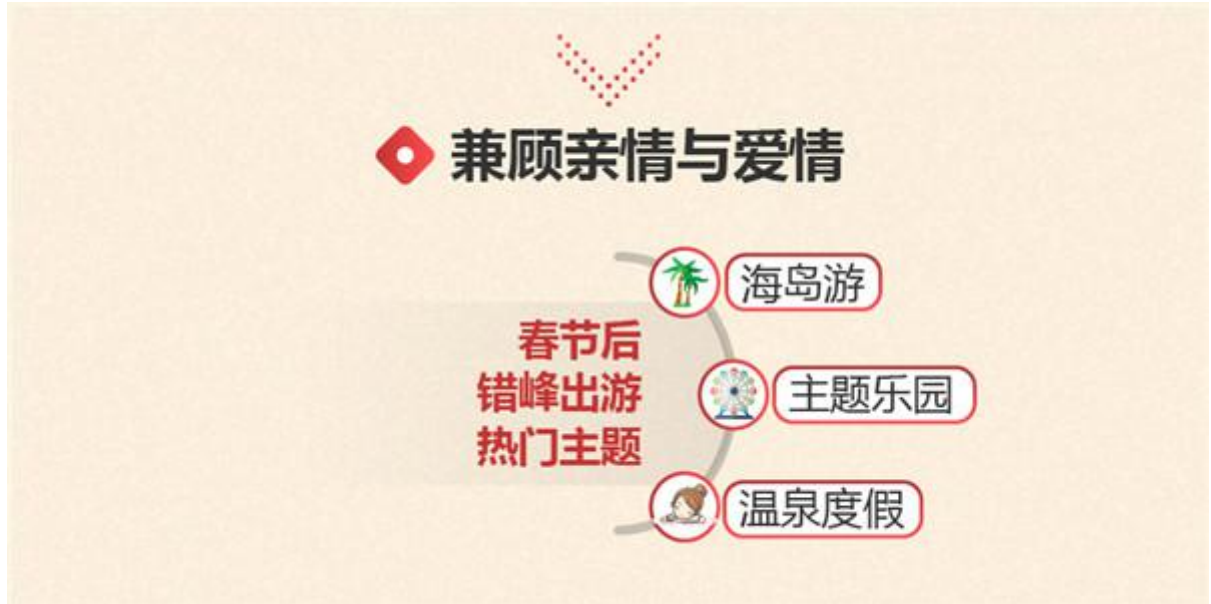 兼顾亲情与爱情
春节后
错峰出游
热门主题
海岛游
主题乐园
温泉度假